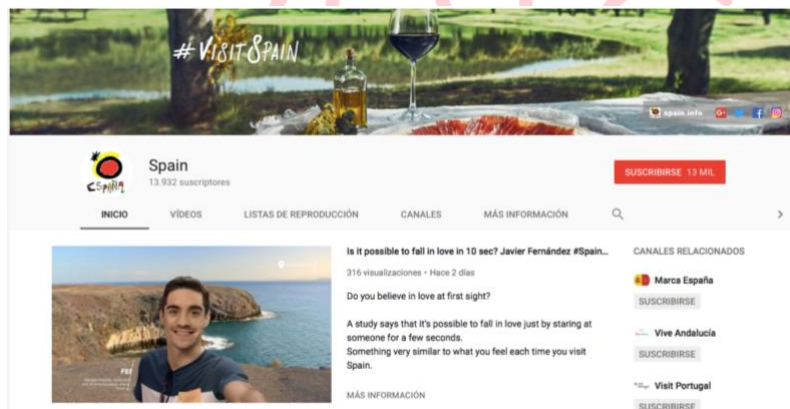 #VISITSPAIN
spain.info
ESPAÑA
Spain
13.932 suscriptores
SUSCRIBIRSE 13 MIL
INICIO VÍDEOS LISTAS DE REPRODUCCIÓN CANALES MÁS INFORMACIÓN
Is it possible to fall in love in 10 sec? Javier Fernández #Spain...
316 visualizaciones • Hace 2 días
Do you believe in love at first sight?
A study says that it's possible to fall in love just by staring at
someone for a few seconds.
Something very similar to what you feel each time you visit
Spain.
MÁS INFORMACIÓN
CANALES RELACIONADOS
Marca España
SUSCRIBIRSE
Vive Andalucía
SUSCRIBIRSE
Visit Portugal
SUSCRIBIRSE